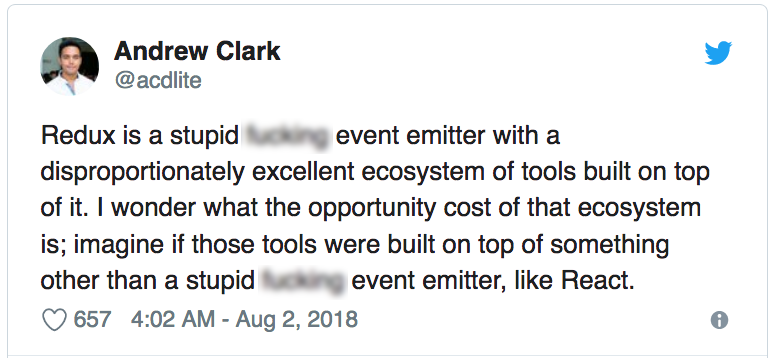 Andrew Clark
@acdlite
Redux is a stupid event emitter with a
disproportionately excellent ecosystem of tools built on top
of it. I wonder what the opportunity cost of that ecosystem
is; imagine if those tools were built on top of something
other than a stupid event emitter, like React.
657 4:02 AM - Aug 2, 2018